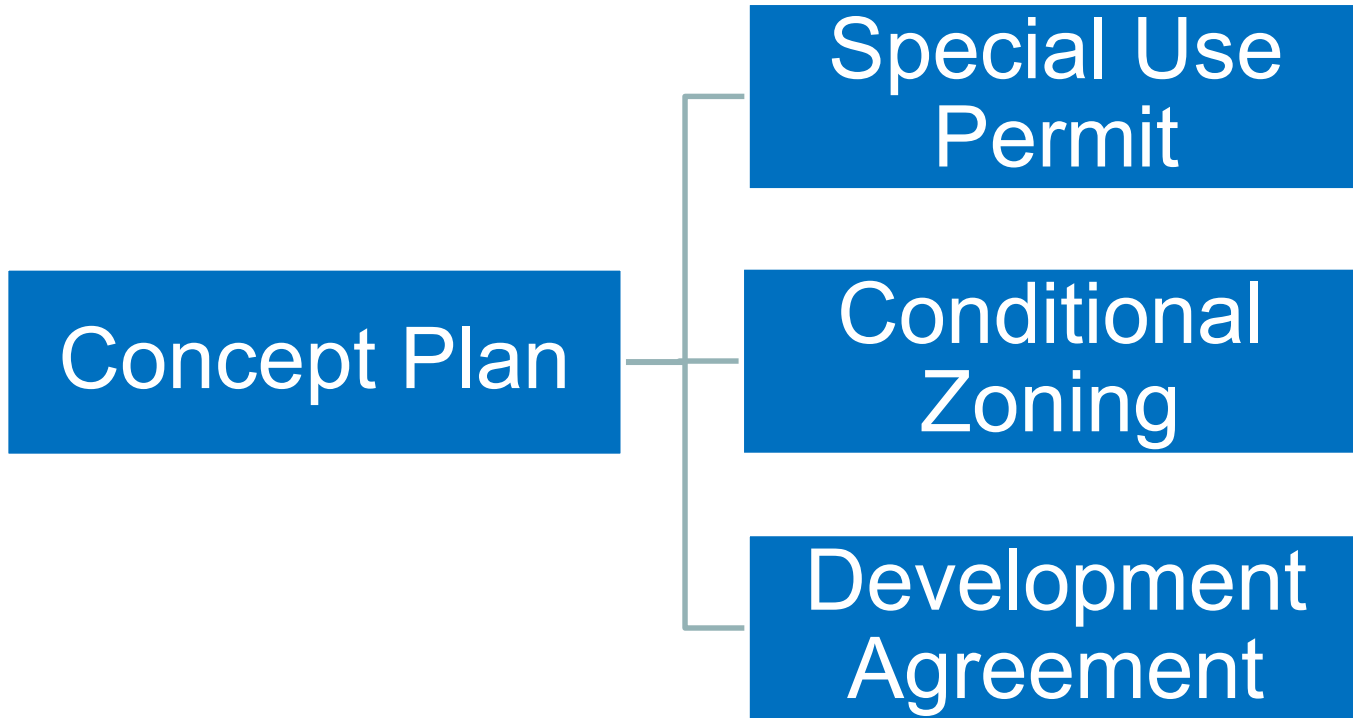 Concept Plan
Special Use
Permit
Conditional
Zoning
Development
Agreement